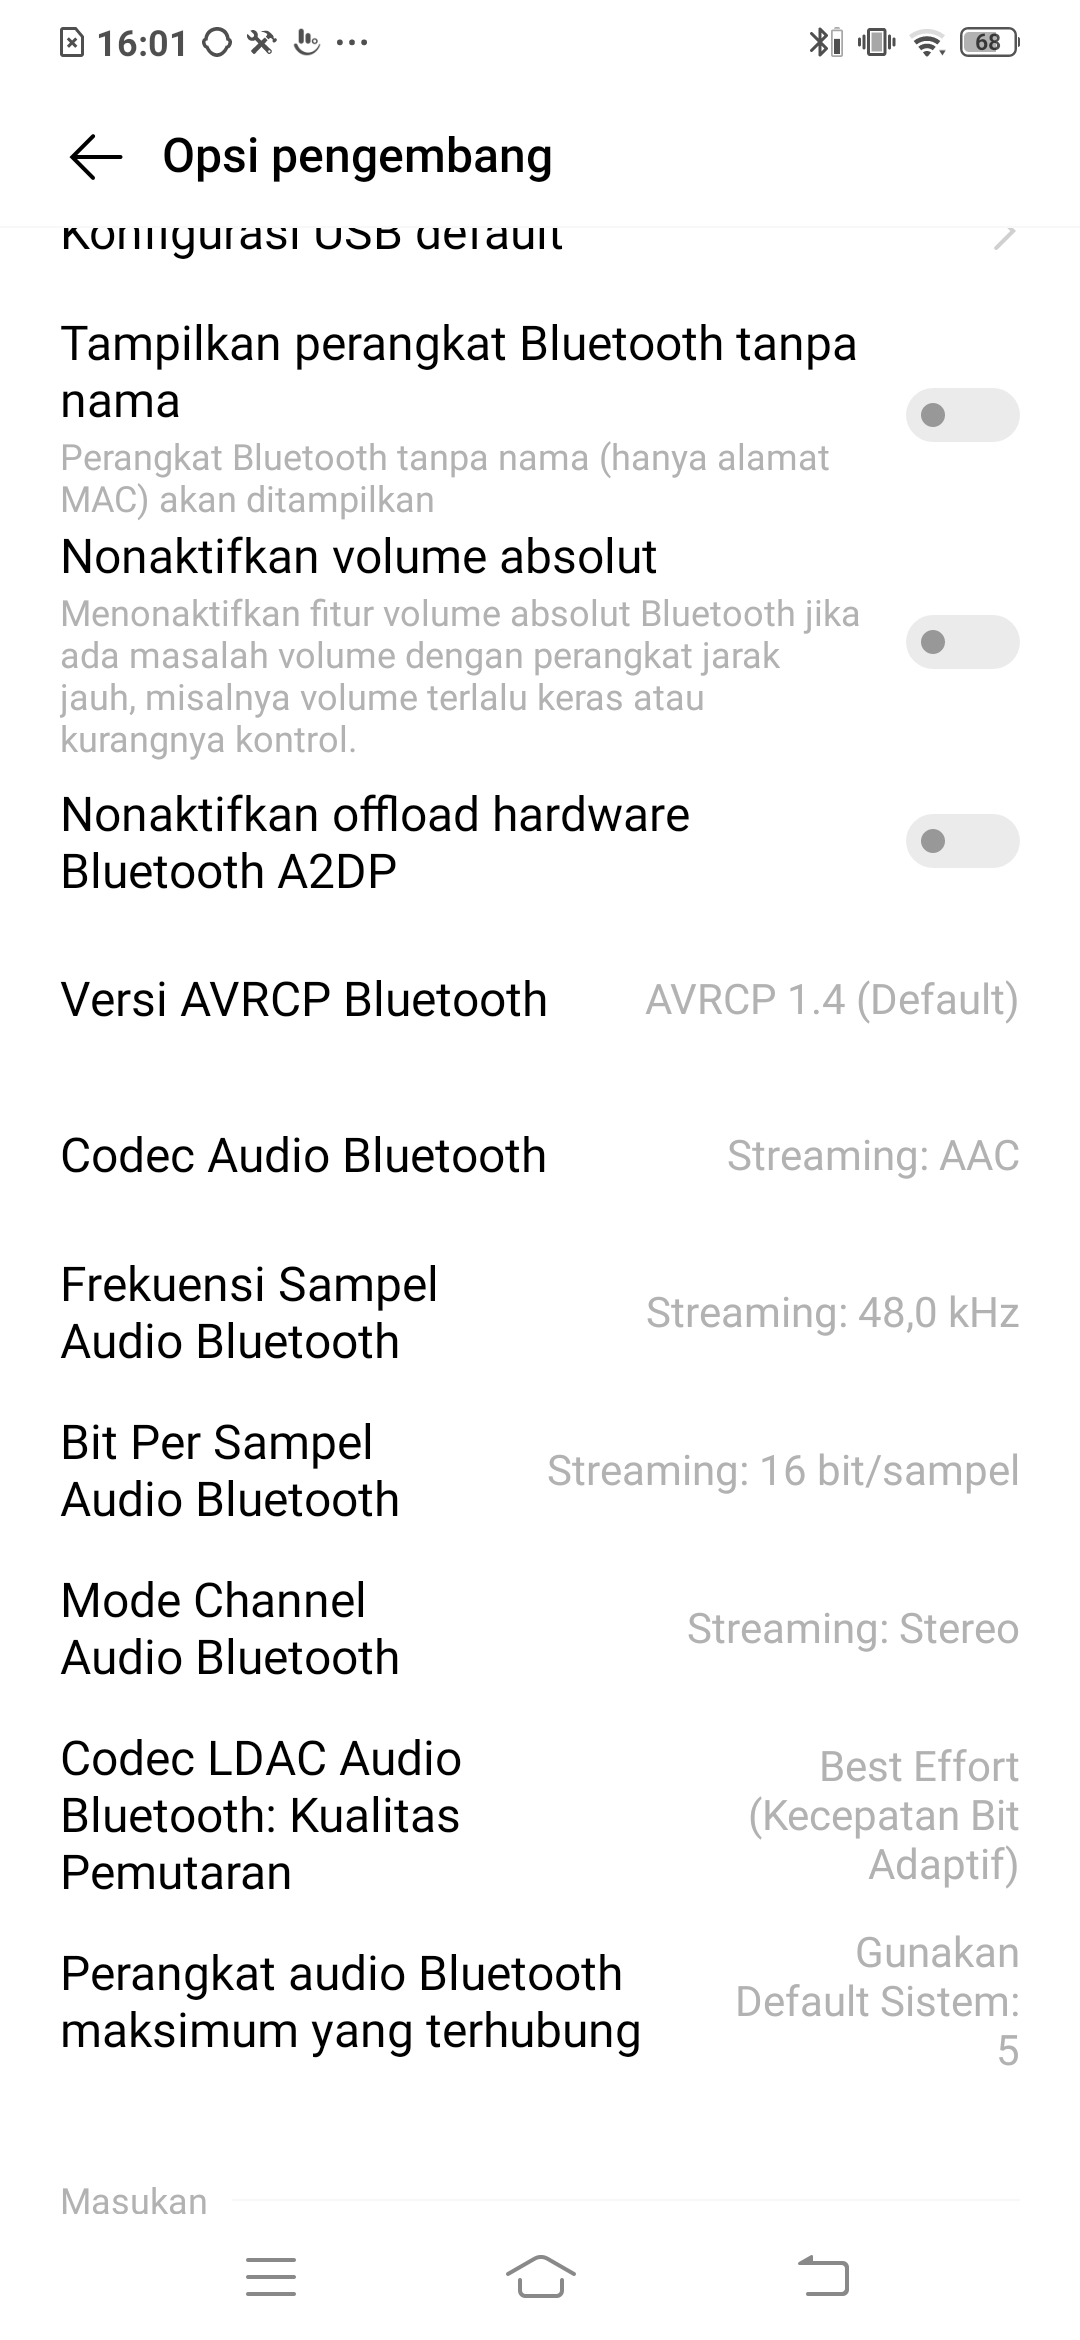 16:01
68
Opsi pengembang
Konfigurasi USB default
Tampilkan perangkat Bluetooth tanpa
nama
Perangkat Bluetooth tanpa nama (hanya alamat
MAC) akan ditampilkan
Nonaktifkan volume absolut
Menonaktifkan fitur volume absolut Bluetooth jika
ada masalah volume dengan perangkat jarak
jauh, misalnya volume terlalu keras atau
kurangnya kontrol.
Nonaktifkan offload hardware
Bluetooth A2DP
Versi AVRCP Bluetooth
AVRCP 1.4 (Default)
Codec Audio Bluetooth
Streaming: AAC
Frekuensi Sampel
Audio Bluetooth
Streaming: 48,0 kHz
Bit Per Sampel
Audio Bluetooth
Streaming: 16 bit/sampel
Mode Channel
Audio Bluetooth
Streaming: Stereo
Codec LDAC Audio
Bluetooth: Kualitas
Pemutaran
Best Effort
(Kecepatan Bit
Adaptif)
Perangkat audio Bluetooth
maksimum yang terhubung
Gunakan
Default Sistem:
5
Masukan